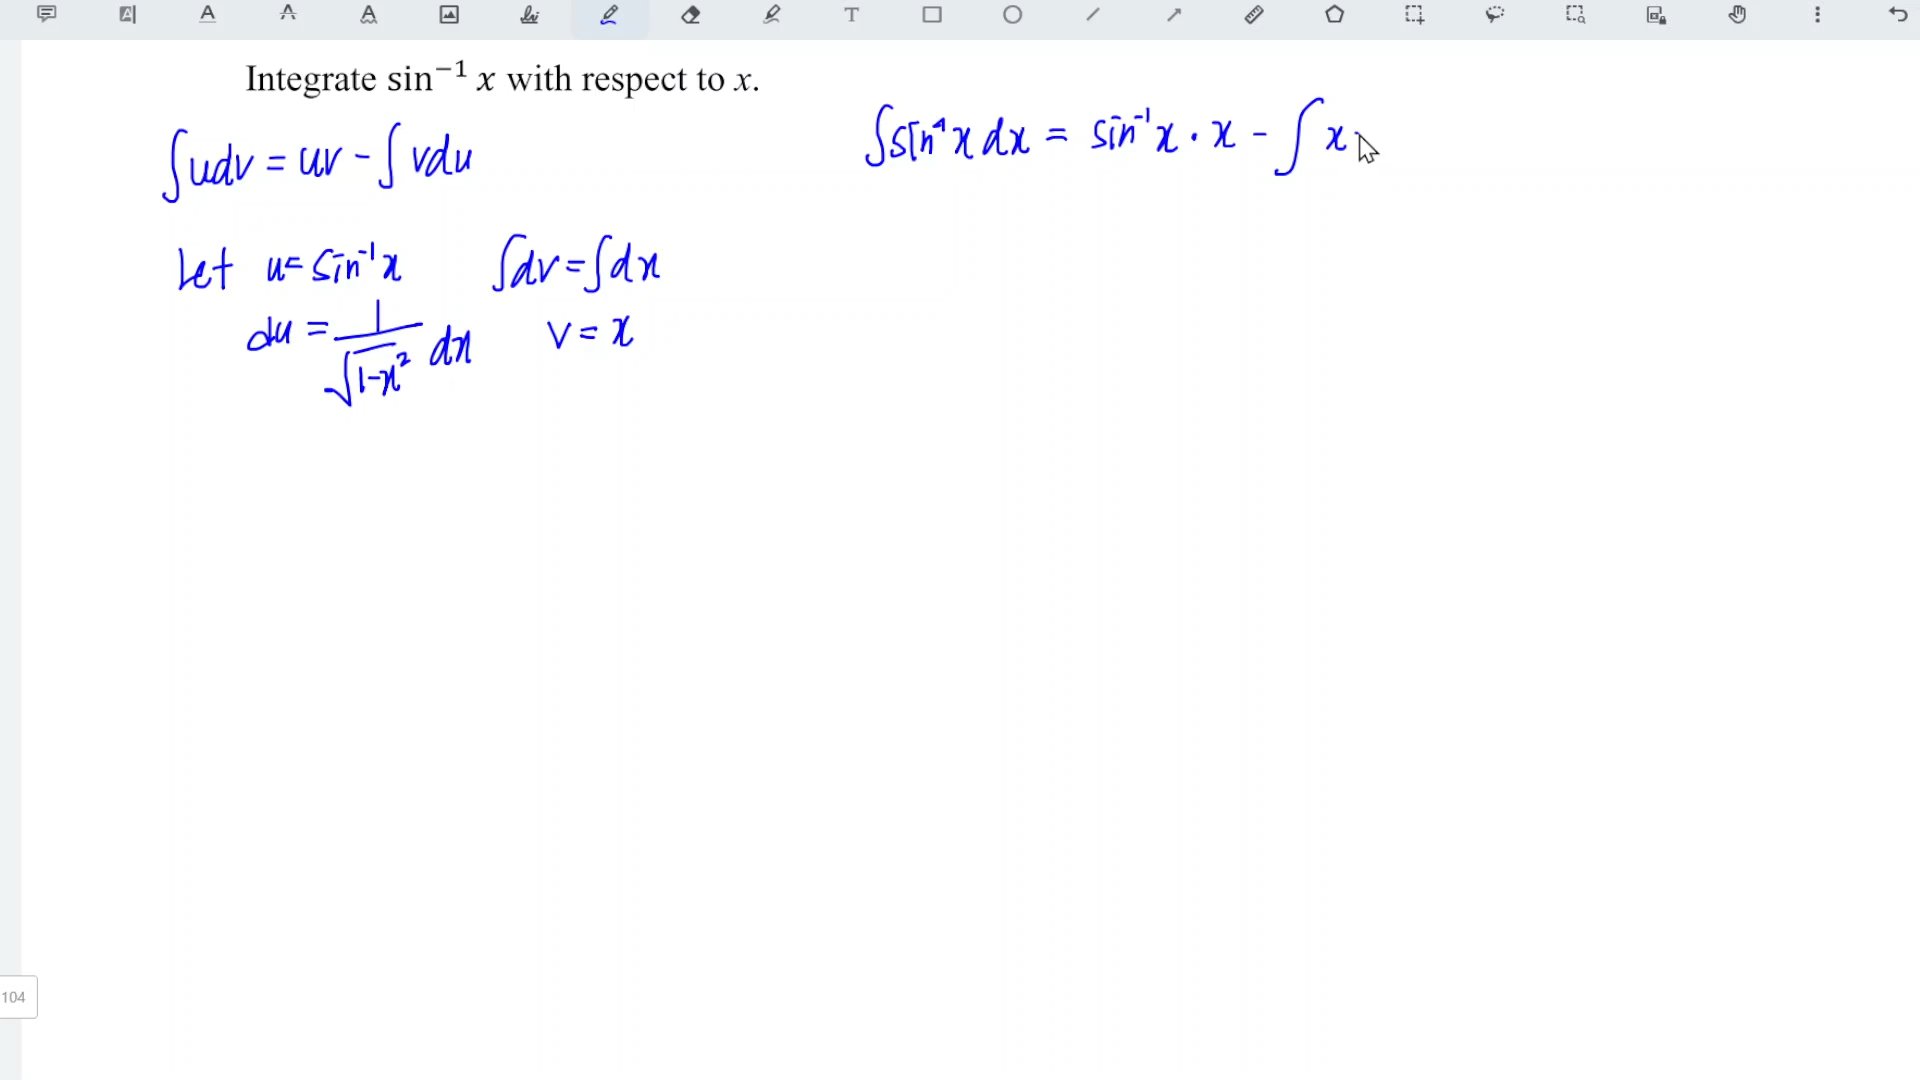 Integrate sin⁻¹ x with respect to x.
∫udv = uv - ∫vdu
Let u = sin⁻¹x ∫dv = ∫dx
du = 1/√(1-x²) dx v = x
∫sin⁻¹x dx = sin⁻¹x · x - ∫x
104